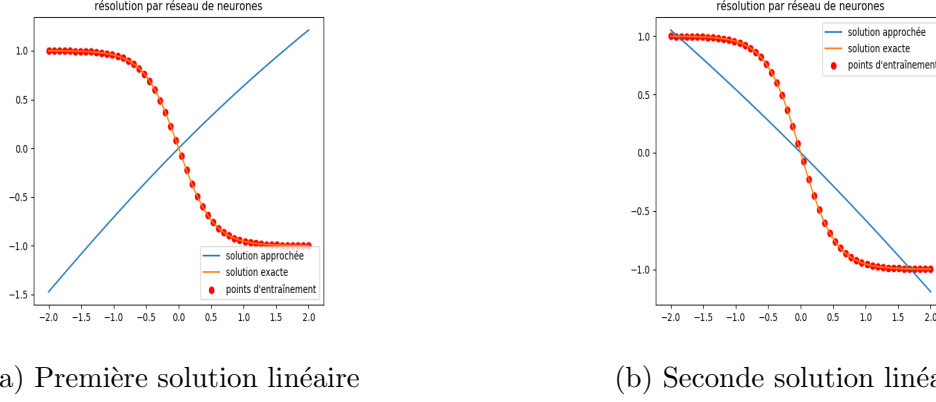 résolution par réseau de neurones
1.0
0.5
0.0
−0.5
−1.0
−1.5
−2.0 −1.5 −1.0 −0.5 0.0 0.5 1.0 1.5 2.0
solution approchée
solution exacte
points d'entraînement
a) Première solution linéaire
résolution par réseau de neurones
1.0
0.5
0.0
−0.5
−1.0
−2.0 −1.5 −1.0 −0.5 0.0 0.5 1.0 1.5 2.0
solution approchée
solution exacte
points d'entraînement
(b) Seconde solution linéa